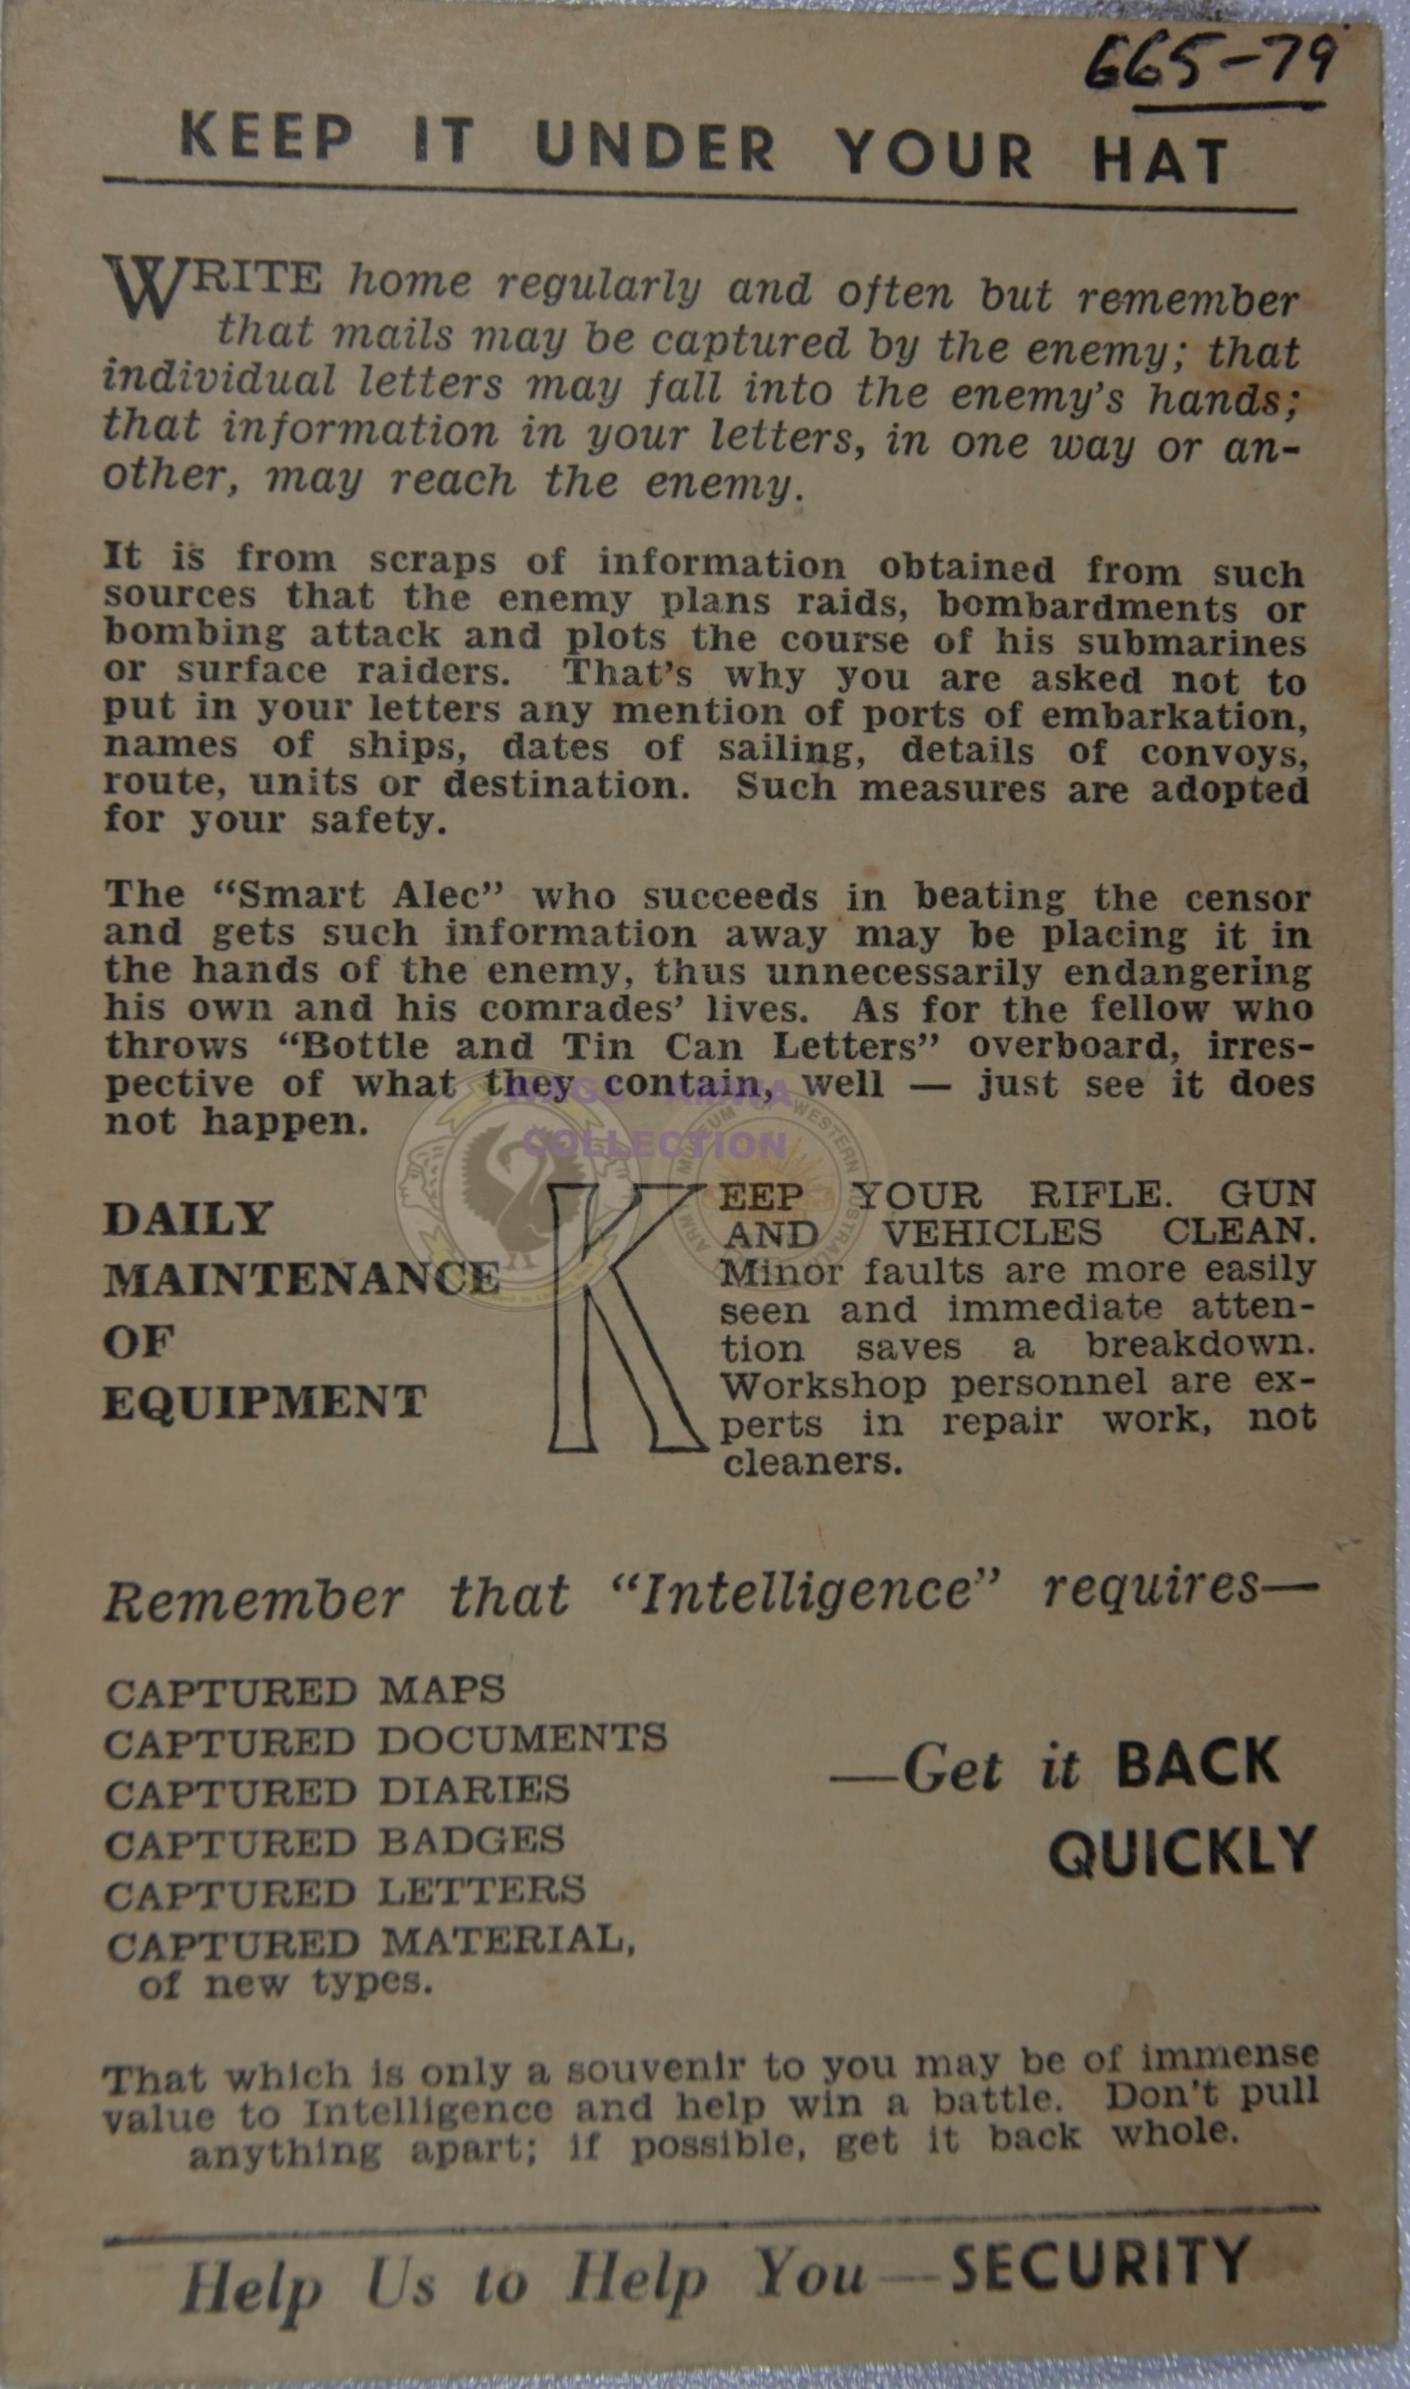 665-79
KEEP IT UNDER YOUR HAT
WRITE home regularly and often but remember
that mails may be captured by the enemy; that
individual letters may fall into the enemy's hands;
that information in your letters, in one way or an-
other, may reach the enemy.
It is from scraps of information obtained from such
sources that the enemy plans raids, bombardments or
bombing attack and plots the course of his submarines
or surface raiders. That's why you are asked not to
put in your letters any mention of ports of embarkation,
names of ships, dates of sailing, details of convoys,
route, units or destination. Such measures are adopted
for your safety.
The "Smart Alec" who succeeds in beating the censor
and gets such information away may be placing it in
the hands of the enemy, thus unnecessarily endangering
his own and his comrades' lives. As for the fellow who
throws "Bottle and Tin Can Letters" overboard, irres-
pective of what they contain, well — just see it does
not happen.
COLLECTION
MUSEUM OF WESTERN AUSTRALIA
ARMY
DAILY
MAINTENANCE
OF
EQUIPMENT
KEEP YOUR RIFLE. GUN
AND VEHICLES CLEAN.
Minor faults are more easily
seen and immediate atten-
tion saves a breakdown.
Workshop personnel are ex-
perts in repair work, not
cleaners.
Remember that "Intelligence" requires—
CAPTURED MAPS
CAPTURED DOCUMENTS
CAPTURED DIARIES
CAPTURED BADGES
CAPTURED LETTERS
CAPTURED MATERIAL,
of new types.
—Get it BACK
QUICKLY
That which is only a souvenir to you may be of immense
value to Intelligence and help win a battle. Don't pull
anything apart; if possible, get it back whole.
Help Us to Help You—SECURITY